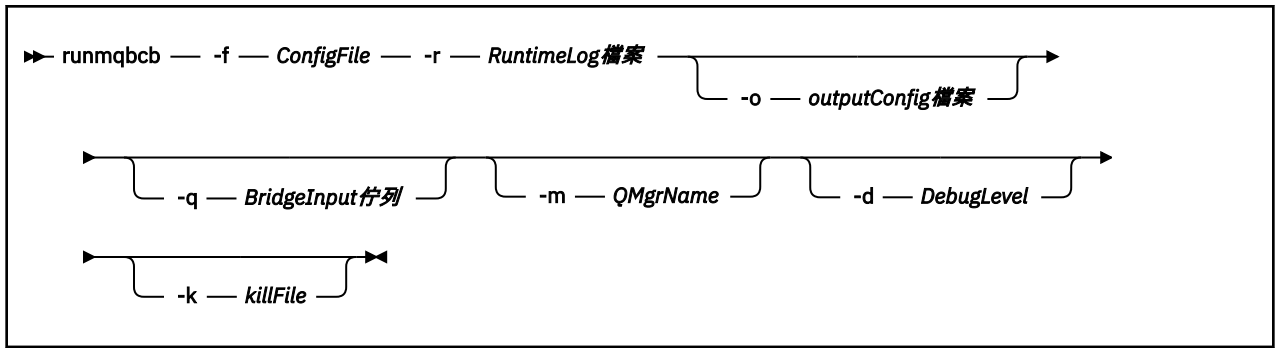 runmqbcb -f ConfigFile -r RuntimeLog檔案
-o outputConfig檔案
-q BridgeInput佇列 -m QMgrName -d DebugLevel
-k killFile